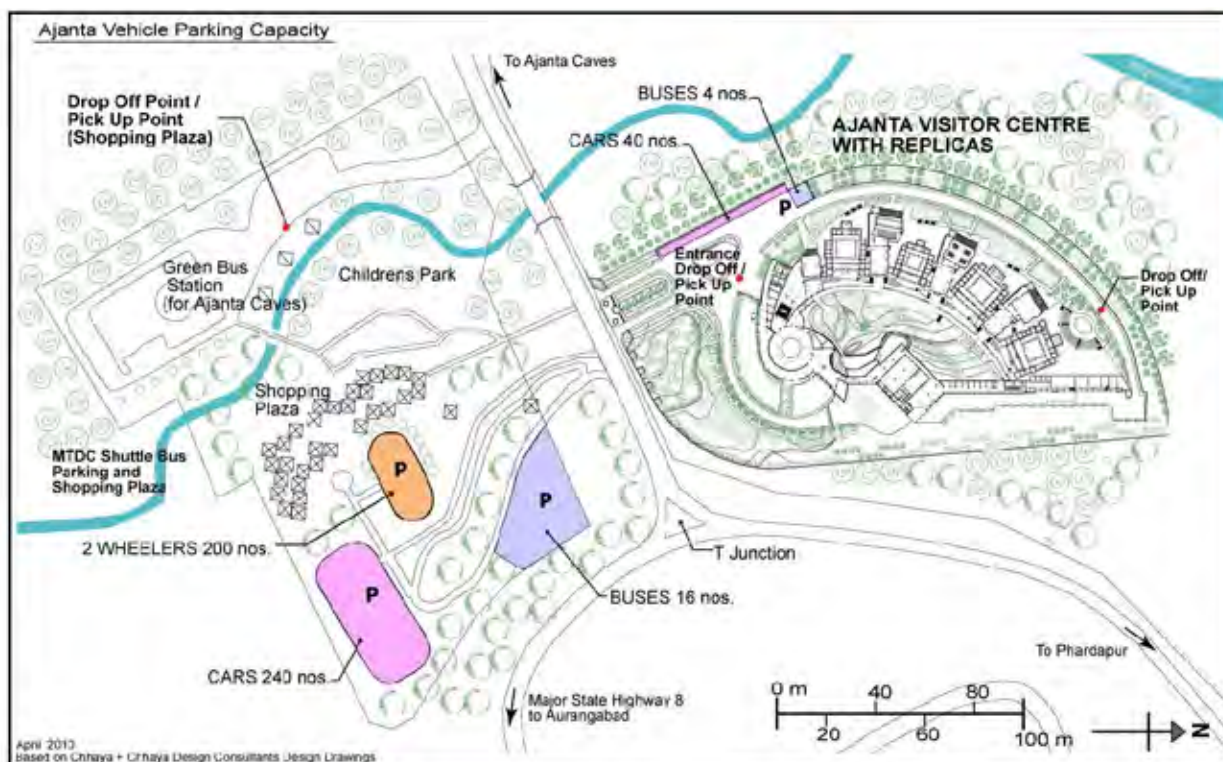 Ajanta Vehicle Parking Capacity
To Ajanta Caves
Drop Off Point /
Pick Up Point
(Shopping Plaza)
BUSES 4 nos.
CARS 40 nos.
AJANTA VISITOR CENTRE
WITH REPLICAS
P
Green Bus
Station
(for Ajanta Caves)
Childrens Park
Entrance
Drop Off /
Pick Up
Point
Drop Off/
Pick Up
Point
Shopping
Plaza
MTDC Shuttle Bus
Parking and
Shopping Plaza
P
P
2 WHEELERS 200 nos.
T Junction
P
BUSES 16 nos.
CARS 240 nos.
To Phardapur
Major State Highway 8
to Aurangabad
0 m 40 80
20 60 100 m
N
April 2013
Based on Chhaya + Chhaya Design Consultants Design Drawings